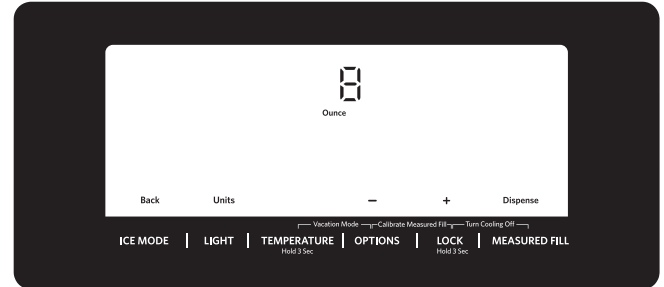 8
Ounce
Back Units − + Dispense
Vacation Mode Calibrate Measured Fill Turn Cooling Off
ICE MODE LIGHT TEMPERATURE OPTIONS LOCK MEASURED FILL
Hold 3 Sec Hold 3 Sec